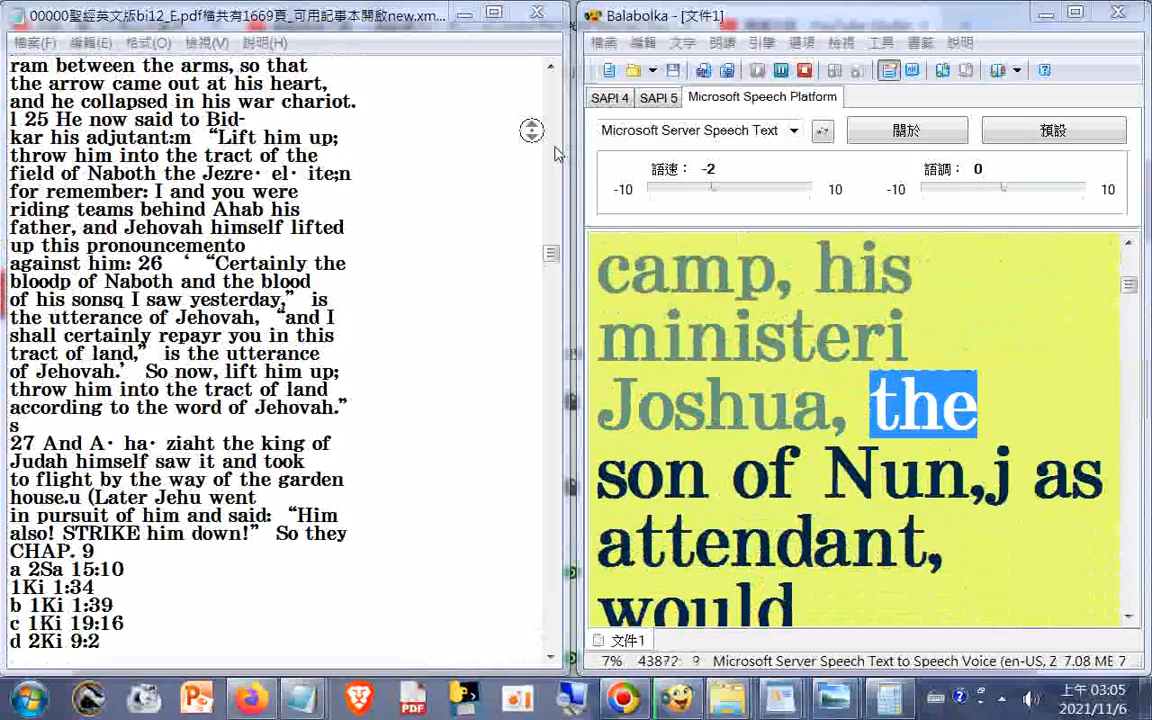 00000聖經英文版bi12_E.pdf檔共有1669頁_可用記事本開啟new.xm...
檔案(F) 編輯(E) 格式(O) 檢視(V) 說明(H)
ram between the arms, so that
the arrow came out at his heart,
and he collapsed in his war chariot.
l 25 He now said to Bid-
kar his adjutant:m “Lift him up;
throw him into the tract of the
field of Naboth the Jezre· el· ite;n
for remember: I and you were
riding teams behind Ahab his
father, and Jehovah himself lifted
up this pronouncemento
against him: 26 ‘ “Certainly the
bloodp of Naboth and the blood
of his sonsq I saw yesterday,” is
the utterance of Jehovah, “and I
shall certainly repayr you in this
tract of land,” is the utterance
of Jehovah.’ So now, lift him up;
throw him into the tract of land
according to the word of Jehovah.”
s
27 And A· ha· ziaht the king of
Judah himself saw it and took
to flight by the way of the garden
house.u (Later Jehu went
in pursuit of him and said: “Him
also! STRIKE him down!” So they
CHAP. 9
a 2Sa 15:10
1Ki 1:34
b 1Ki 1:39
c 1Ki 19:16
d 2Ki 9:2
Balabolka - [文件1]
檔案 編輯 文字 朗讀 引擎 選項 檢視 工具 書籤 說明
SAPI 4 SAPI 5 Microsoft Speech Platform
Microsoft Server Speech Text 關於 預設
語速： -2 語調： 0
-10 10 -10 10
camp, his
ministeri
Joshua, the
son of Nun,j as
attendant,
would
文件1
7% 43872 Microsoft Server Speech Text to Speech Voice (en-US, 2 7.08 MB 7
PDF
上午 03:05
2021/11/6